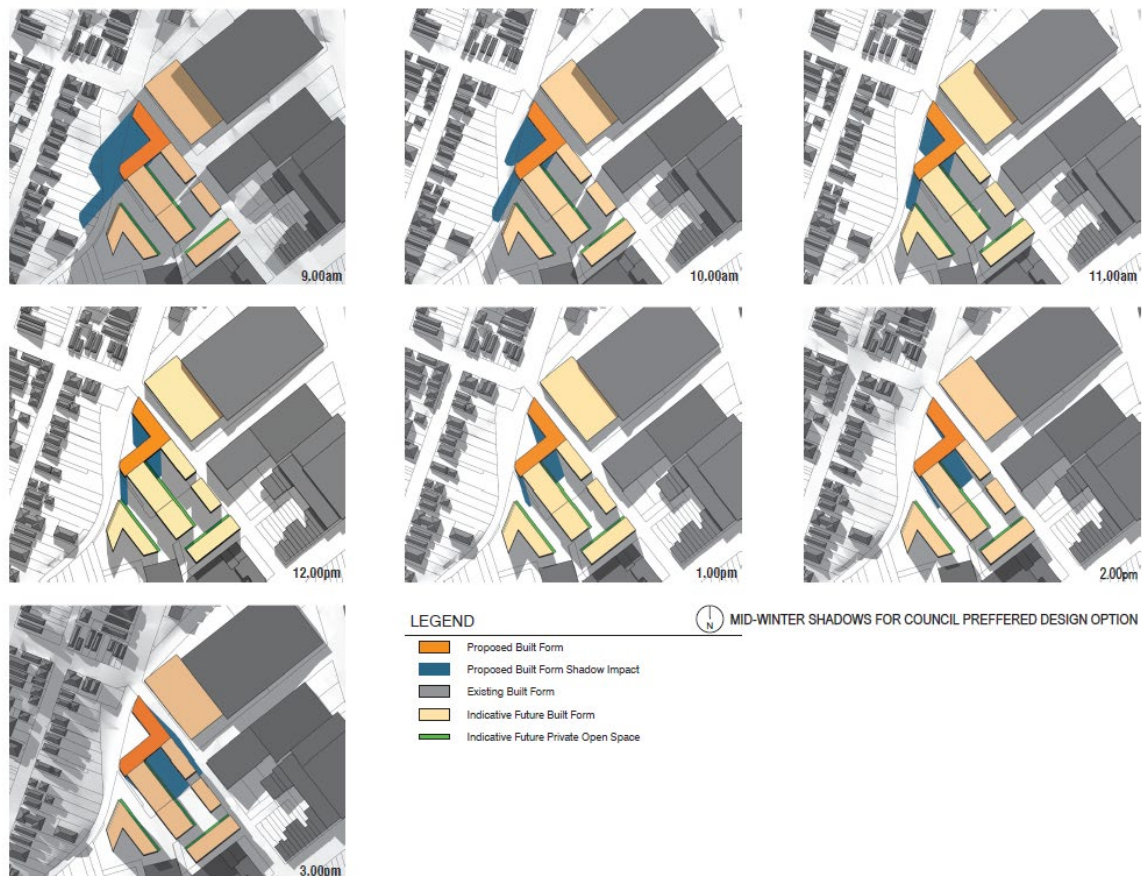 9.00am
10.00am
11.00am
12.00pm
1.00pm
2.00pm
3.00pm
LEGEND
Proposed Built Form
Proposed Built Form Shadow Impact
Existing Built Form
Indicative Future Built Form
Indicative Future Private Open Space
N
MID-WINTER SHADOWS FOR COUNCIL PREFFERED DESIGN OPTION